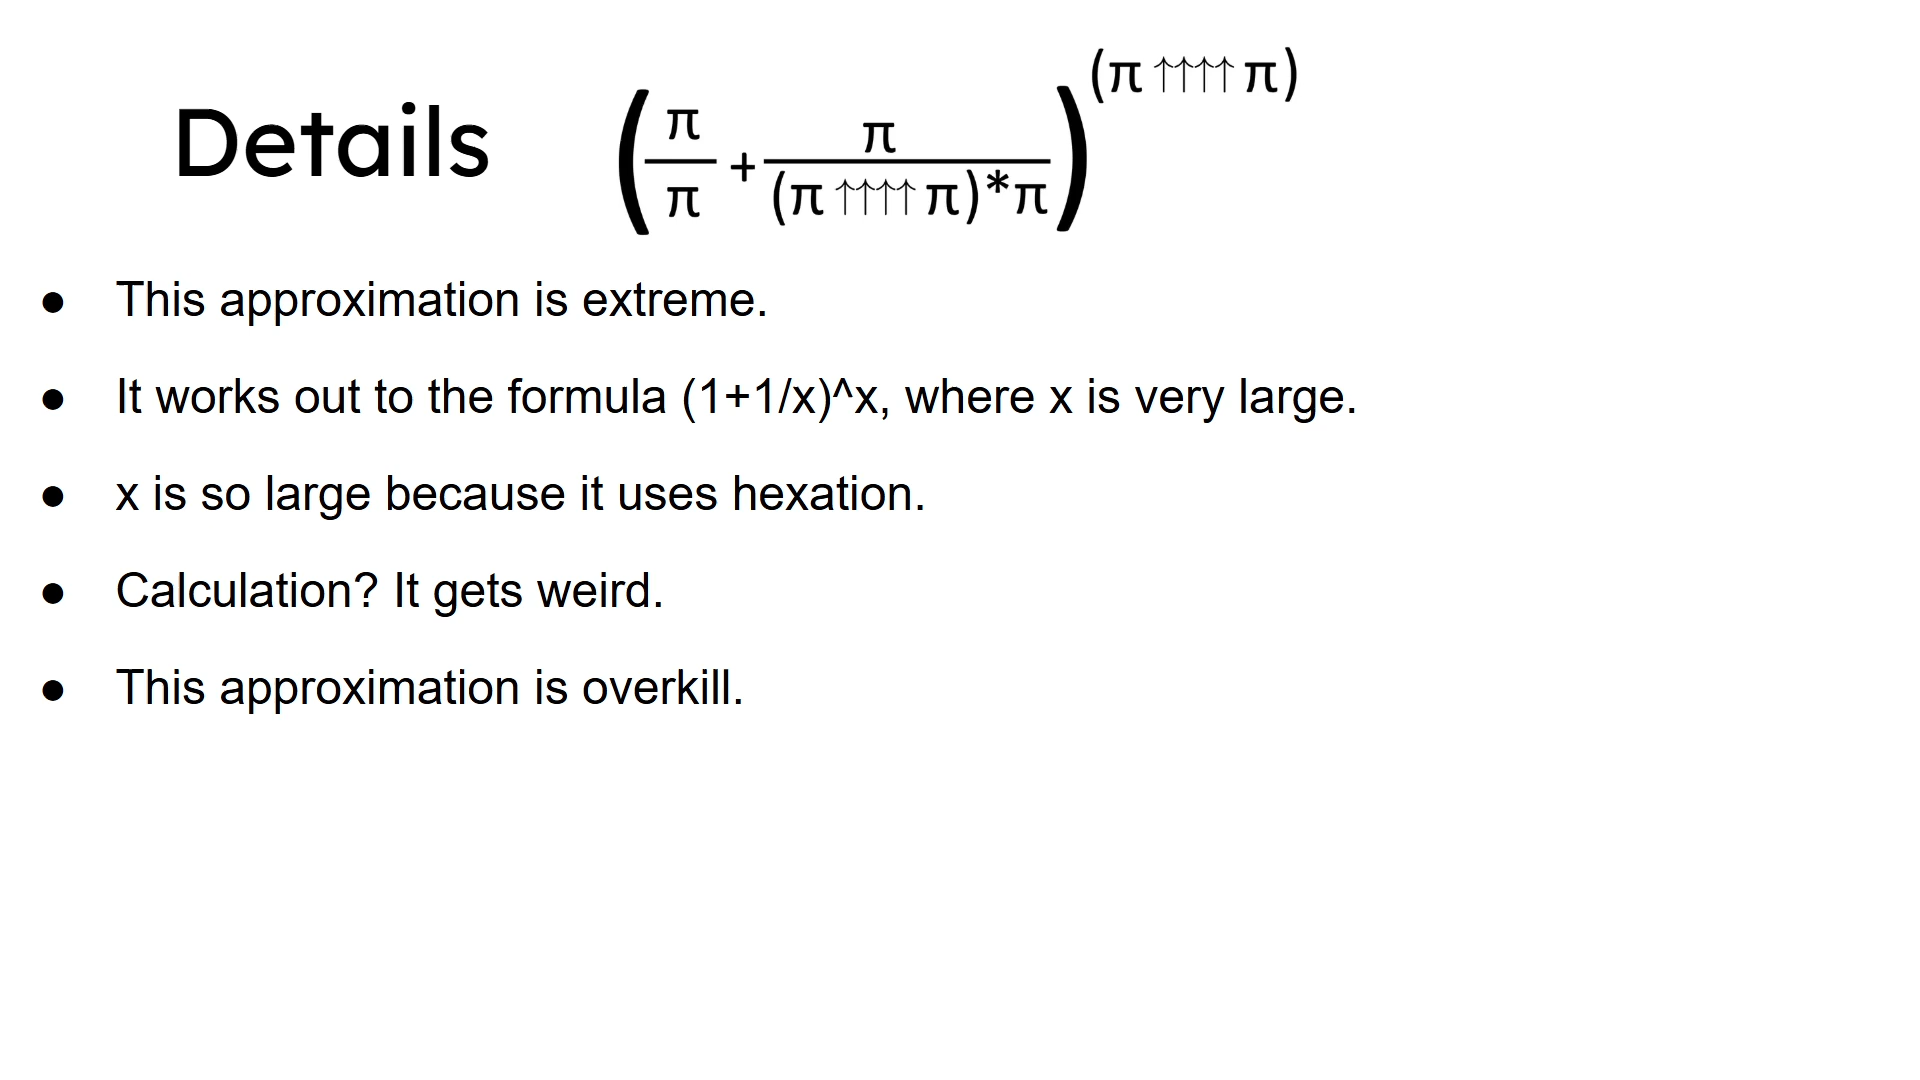 Details (π/π + π/((π ↑↑↑↑ π)*π))^(π ↑↑↑↑ π)
● This approximation is extreme.
● It works out to the formula (1+1/x)^x, where x is very large.
● x is so large because it uses hexation.
● Calculation? It gets weird.
● This approximation is overkill.